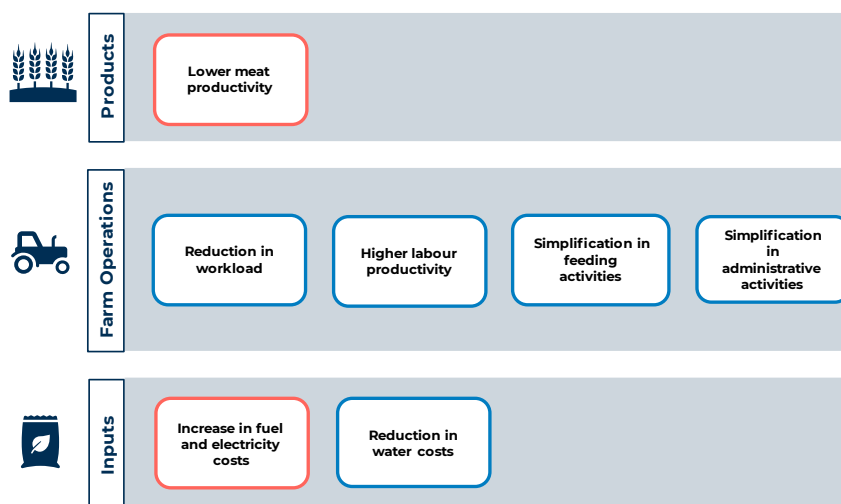 Products
Lower meat
productivity
Farm Operations
Reduction in
workload
Higher labour
productivity
Simplification in
feeding
activities
Simplification
in
administrative
activities
Inputs
Increase in fuel
and electricity
costs
Reduction in
water costs